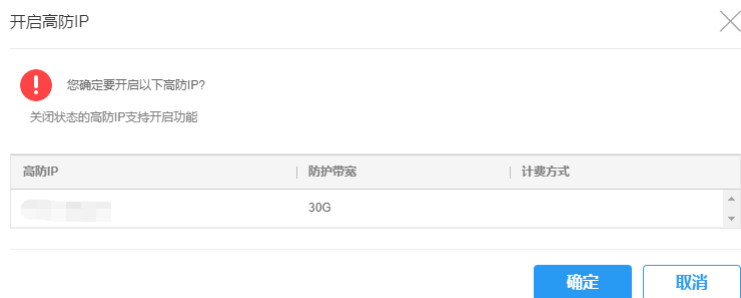 开启高防IP
您确定要开启以下高防IP?
关闭状态的高防IP支持开启功能
高防IP 防护带宽 计费方式
30G
确定 取消